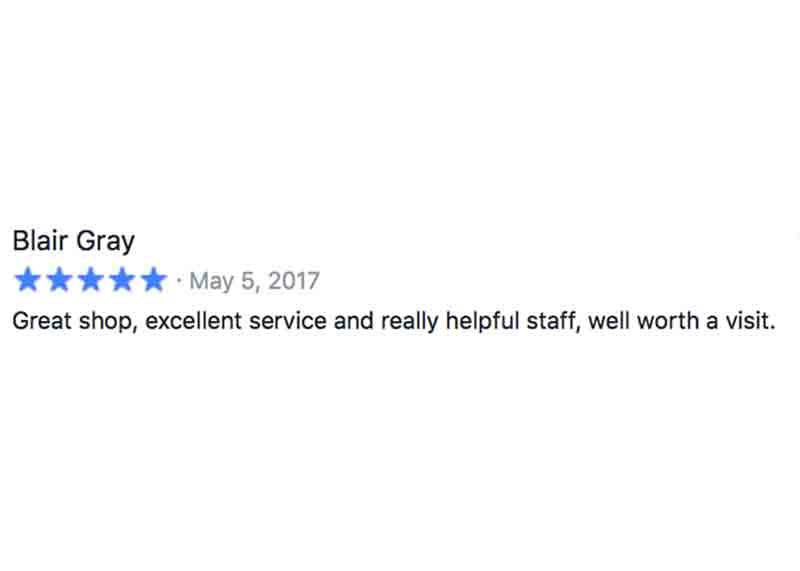 Blair Gray
★★★★★ · May 5, 2017
Great shop, excellent service and really helpful staff, well worth a visit.